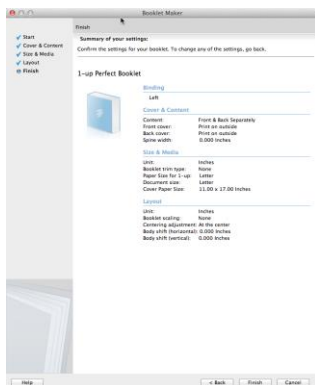 Booklet Maker
Finish
Start
Cover & Content
Size & Media
Layout
Finish
Summary of your settings:
Confirm the settings for your booklet. To change any of the settings, go back.
1-up Perfect Booklet
Binding
Left
Cover & Content
Content: Front & Back Separately
Front cover: Print on outside
Back cover: Print on outside
Spine width: 0.000 Inches
Size & Media
Unit: Inches
Booklet trim type: None
Paper Size for 1-up: Letter
Document size: Letter
Cover Paper Size: 11.00 x 17.00 Inches
Layout
Unit: Inches
Booklet scaling: None
Centering adjustment: At the center
Body shift (horizontal): 0.000 Inches
Body shift (vertical): 0.000 Inches
Help
< Back
Finish
Cancel